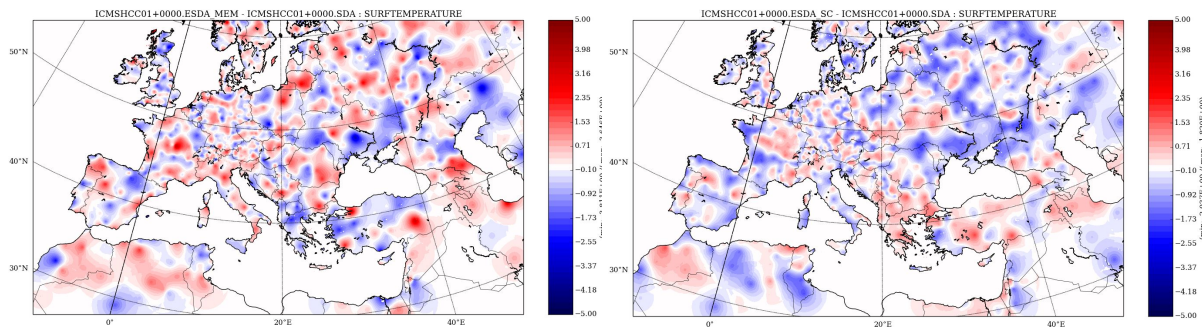 ICMSHCC01+0000.ESDA_MEM - ICMSHCC01+0000.SDA : SURFTEMPERATURE
50°N
40°N
30°N
0°
20°E
40°E
5.00
3.98
3.16
2.35
1.53
0.71
−0.10
−0.92
−1.73
−2.55
−3.37
−4.18
−5.00
ICMSHCC01+0000.ESDA_SC - ICMSHCC01+0000.SDA : SURFTEMPERATURE
50°N
40°N
30°N
0°
20°E
40°E
5.00
3.98
3.16
2.35
1.53
0.71
−0.10
−0.92
−1.73
−2.55
−3.37
−4.18
−5.00